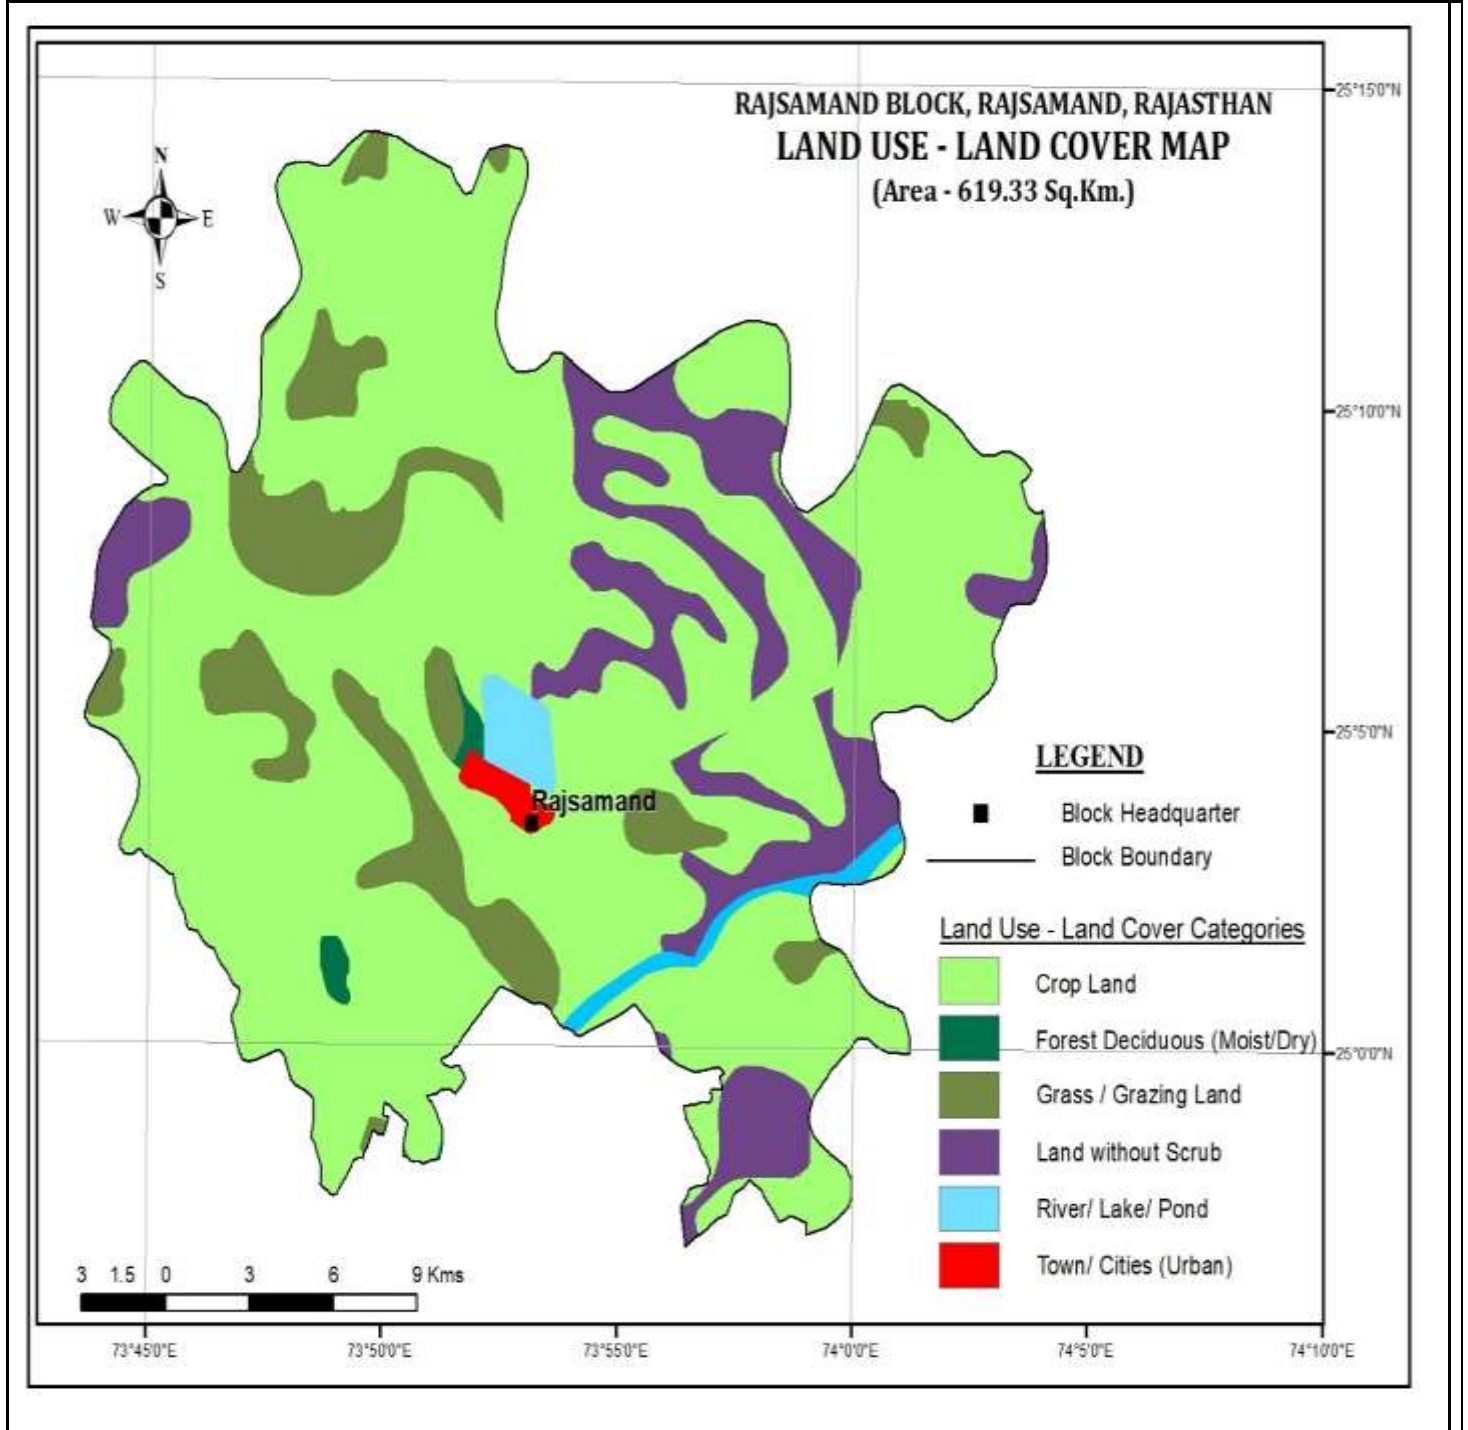 RAJSAMAND BLOCK, RAJSAMAND, RAJASTHAN
LAND USE - LAND COVER MAP
(Area - 619.33 Sq.Km.)
N
W
E
S
25°15'0"N
25°10'0"N
25°5'0"N
25°0'0"N
Rajsamand
LEGEND
Block Headquarter
Block Boundary
Land Use - Land Cover Categories
Crop Land
Forest Deciduous (Moist/Dry)
Grass / Grazing Land
Land without Scrub
River/ Lake/ Pond
Town/ Cities (Urban)
3 1.5 0 3 6 9 Kms
73°45'0"E 73°50'0"E 73°55'0"E 74°0'0"E 74°5'0"E 74°10'0"E